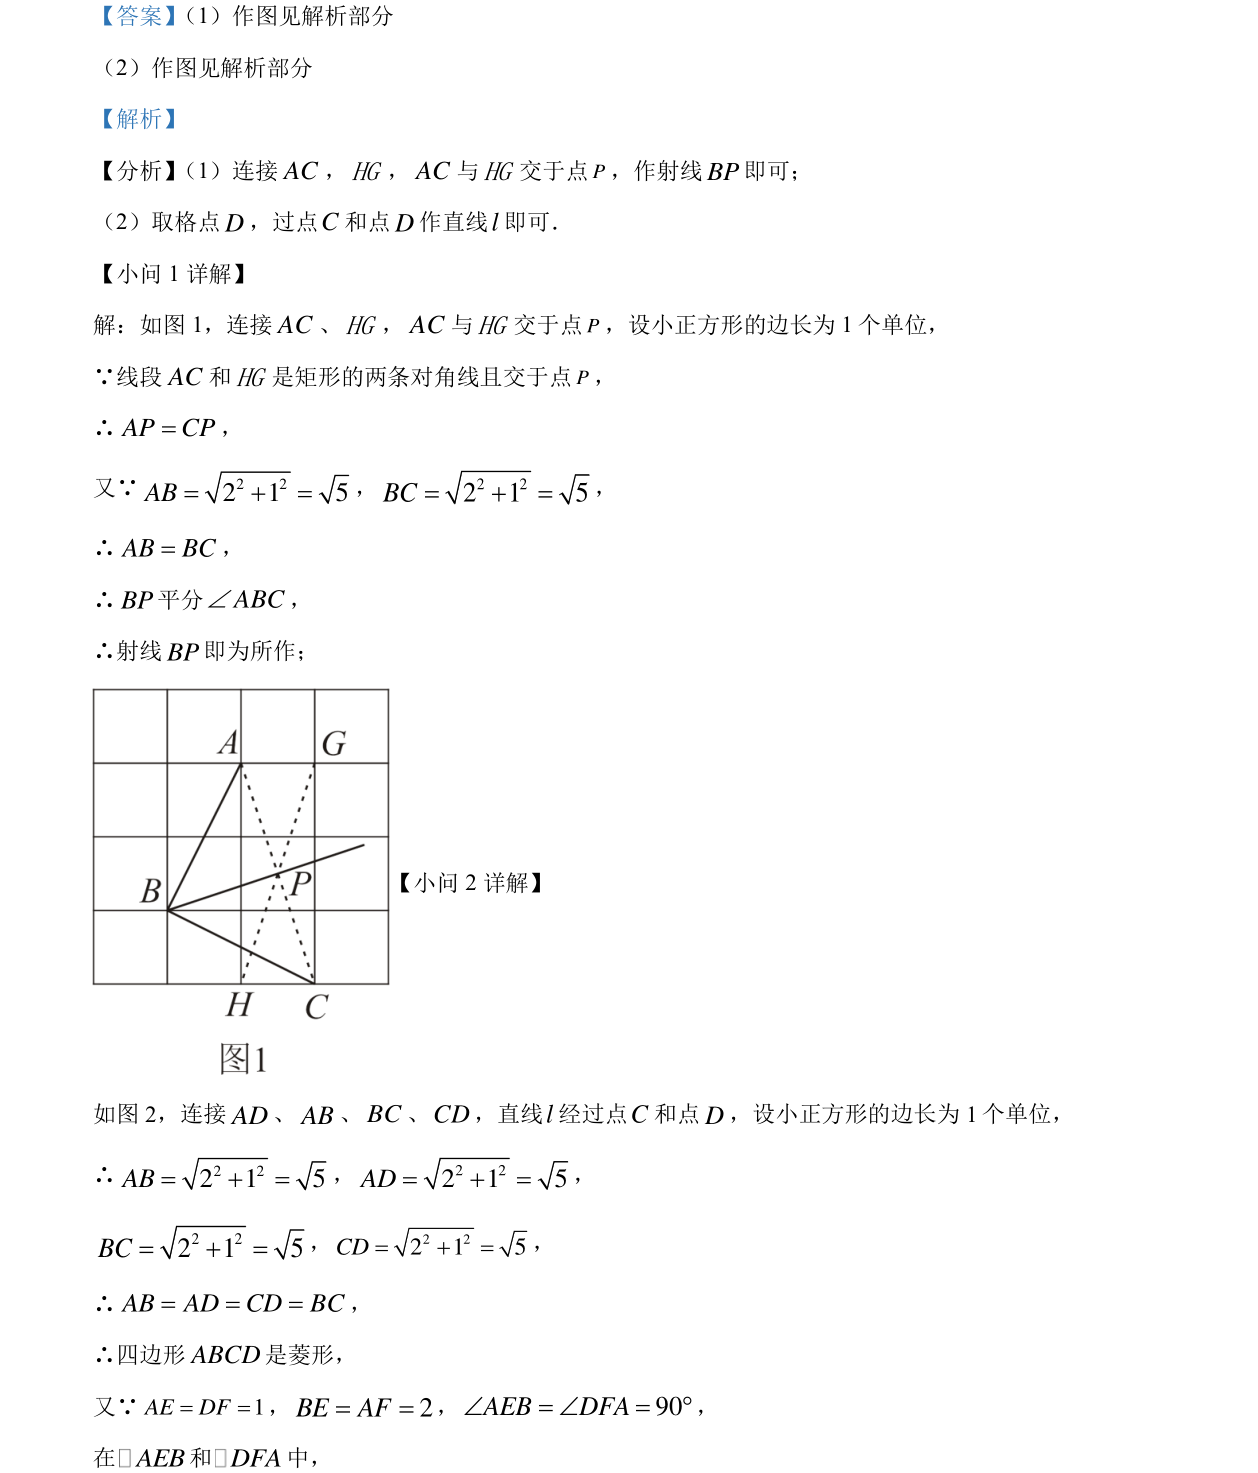 【答案】（1）作图见解析部分
（2）作图见解析部分
【解析】
【分析】（1）连接AC，HG，AC与HG交于点P，作射线BP即可；
（2）取格点D，过点C和点D作直线l即可．
【小问1详解】
解：如图1，连接AC、HG，AC与HG交于点P，设小正方形的边长为1个单位，
∵线段AC和HG是矩形的两条对角线且交于点P，
∴AP=CP，
又∵AB=√(2²+1²)=√5，BC=√(2²+1²)=√5，
∴AB=BC，
∴BP平分∠ABC，
∴射线BP即为所作；
A G
B P
【小问2详解】
H C
图1
如图2，连接AD、AB、BC、CD，直线l经过点C和点D，设小正方形的边长为1个单位，
∴AB=√(2²+1²)=√5，AD=√(2²+1²)=√5，
BC=√(2²+1²)=√5，CD=√(2²+1²)=√5，
∴AB=AD=CD=BC，
∴四边形ABCD是菱形，
又∵AE=DF=1，BE=AF=2，∠AEB=∠DFA=90°，
在□AEB和□DFA中，